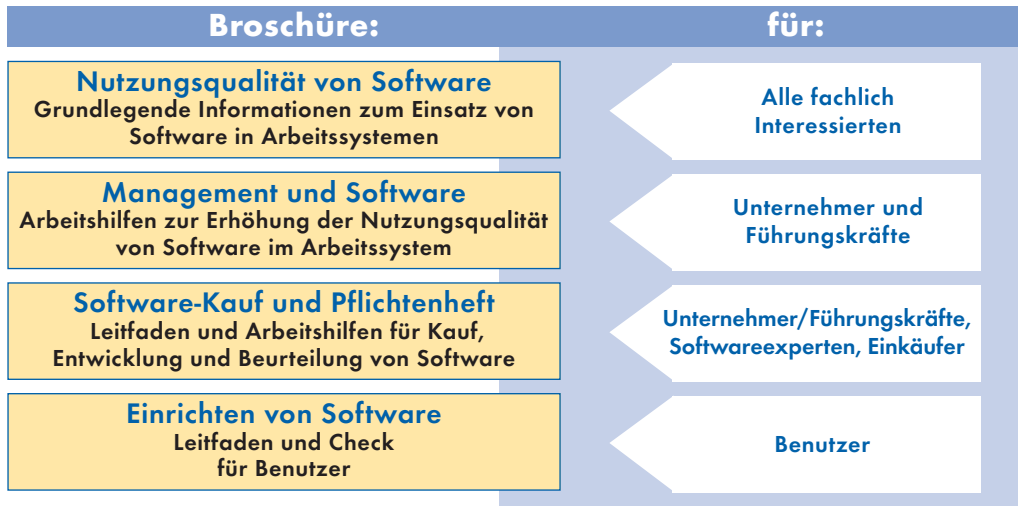 Broschüre:
für:
Nutzungsqualität von Software
Grundlegende Informationen zum Einsatz von
Software in Arbeitssystemen
Alle fachlich
Interessierten
Management und Software
Arbeitshilfen zur Erhöhung der Nutzungsqualität
von Software im Arbeitssystem
Unternehmer und
Führungskräfte
Software-Kauf und Pflichtenheft
Leitfaden und Arbeitshilfen für Kauf,
Entwicklung und Beurteilung von Software
Unternehmer/Führungskräfte,
Softwareexperten, Einkäufer
Einrichten von Software
Leitfaden und Check
für Benutzer
Benutzer